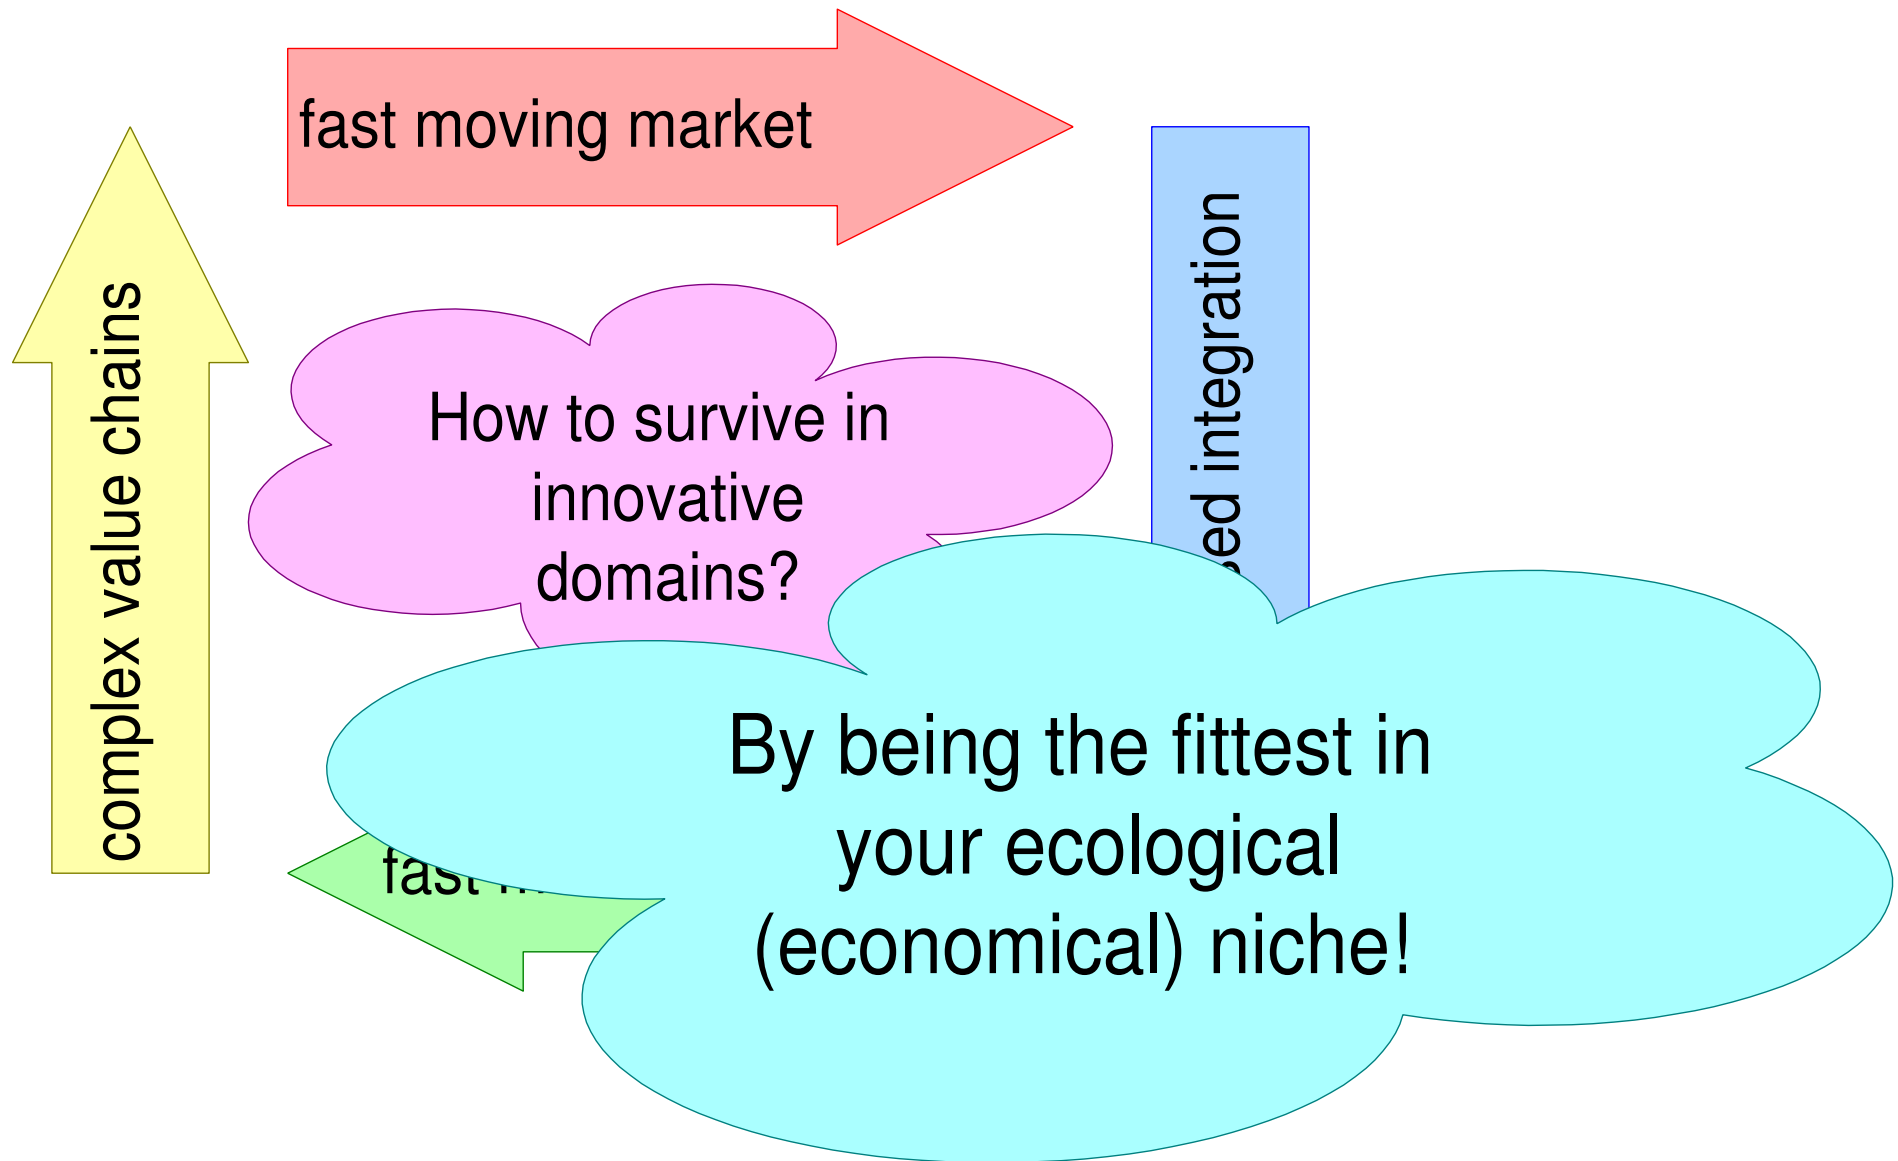 fast moving market
complex value chains
How to survive in
innovative
domains?
integration
By being the fittest in
your ecological
(economical) niche!
fast